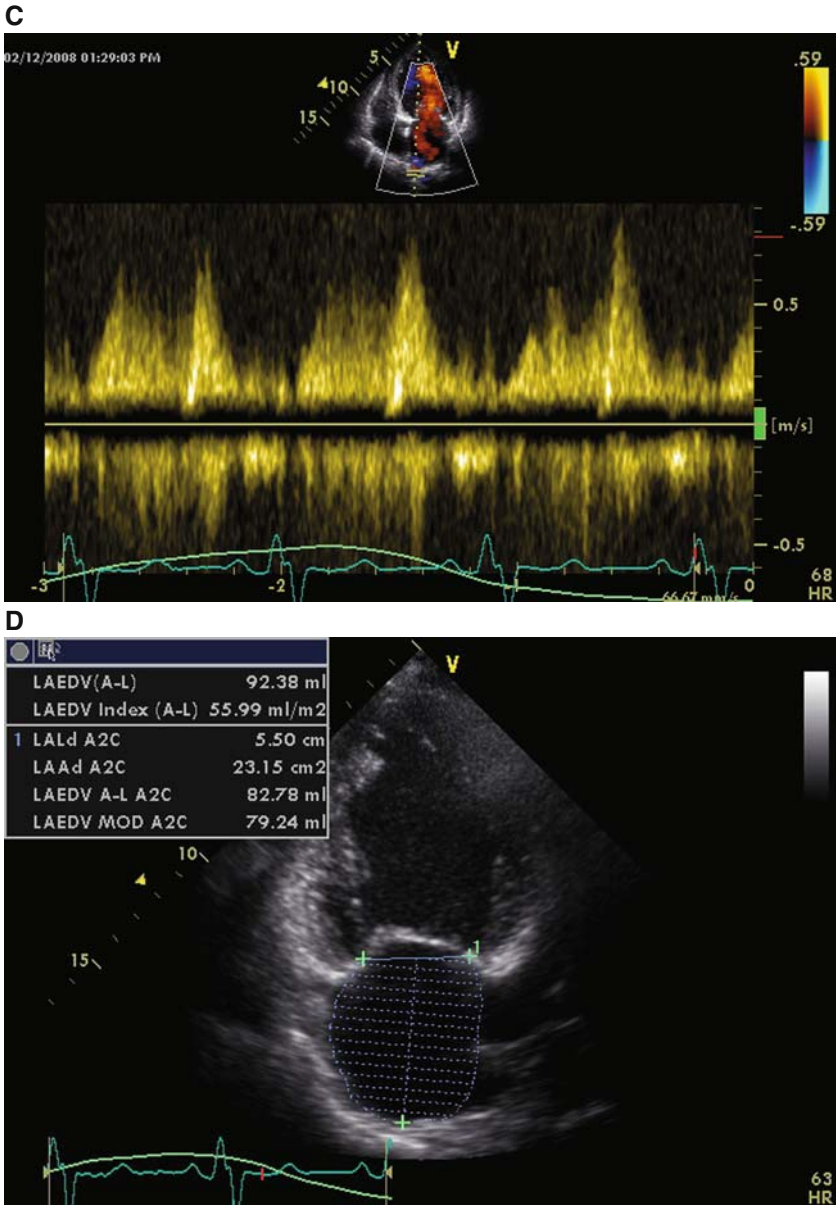 C
02/12/2008 01:29:03 PM
V
5
10
15
.59
-.59
0.5
[m/s]
-0.5
-3
-2
0
66.67 mm/s
68
HR
D
V
LAEDV(A-L) 92.38 ml
LAEDV Index (A-L) 55.99 ml/m2
1 LALd A2C 5.50 cm
LAAd A2C 23.15 cm2
LAEDV A-L A2C 82.78 ml
LAEDV MOD A2C 79.24 ml
10
1
15
63
HR